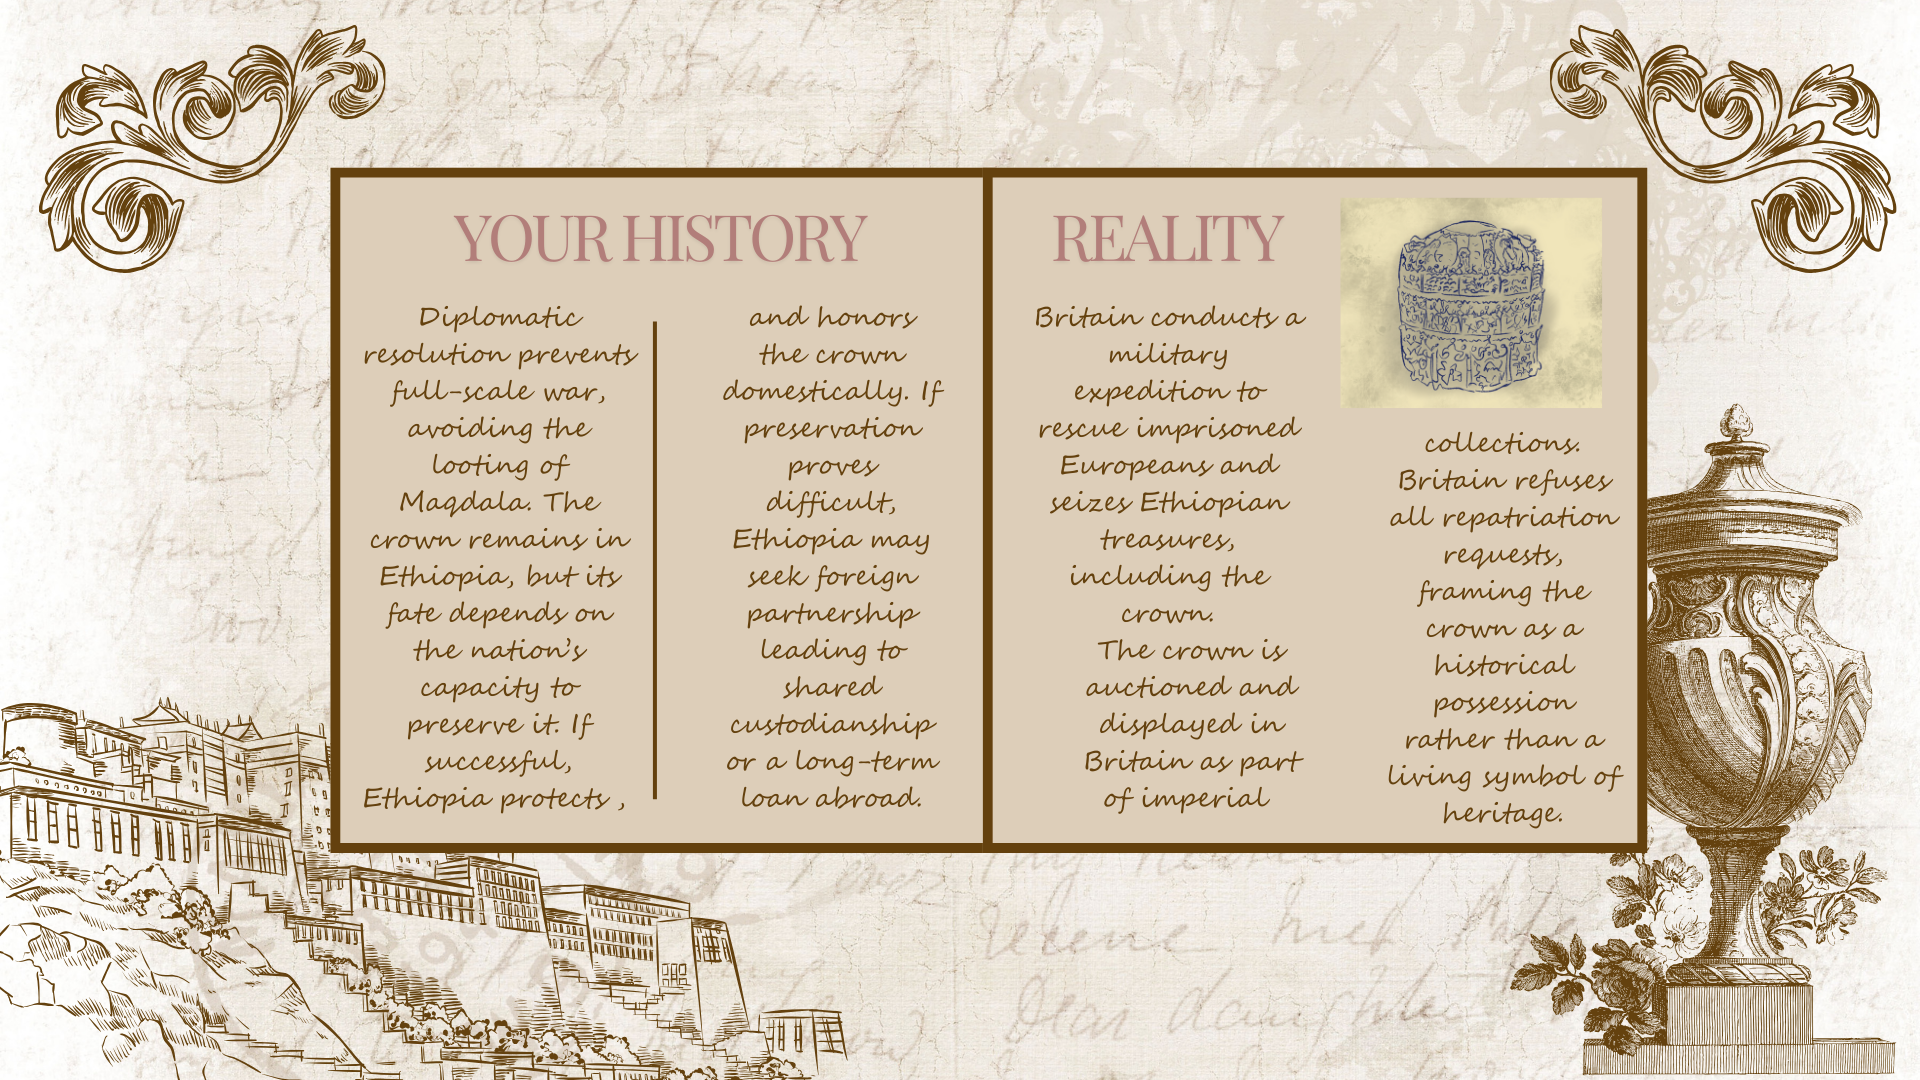 YOUR HISTORY
Diplomatic
resolution prevents
full-scale war,
avoiding the
looting of
Maqdala. The
crown remains in
Ethiopia, but its
fate depends on
the nation’s
capacity to
preserve it. If
successful,
Ethiopia protects ,
and honors
the crown
domestically. If
preservation
proves
difficult,
Ethiopia may
seek foreign
partnership
leading to
shared
custodianship
or a long-term
loan abroad.
REALITY
Britain conducts a
military
expedition to
rescue imprisoned
Europeans and
seizes Ethiopian
treasures,
including the
crown.
The crown is
auctioned and
displayed in
Britain as part
of imperial
collections.
Britain refuses
all repatriation
requests,
framing the
crown as a
historical
possession
rather than a
living symbol of
heritage.
world
Dear daughter